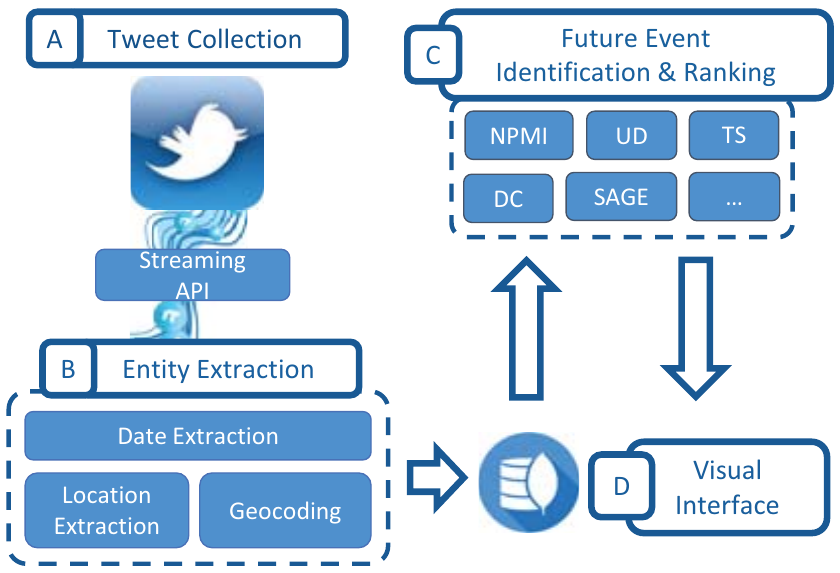 A
Tweet Collection
Streaming
API
B
Entity Extraction
Date Extraction
Location
Extraction
Geocoding
C
Future Event
Identification & Ranking
NPMI
UD
TS
DC
SAGE
...
D
Visual
Interface